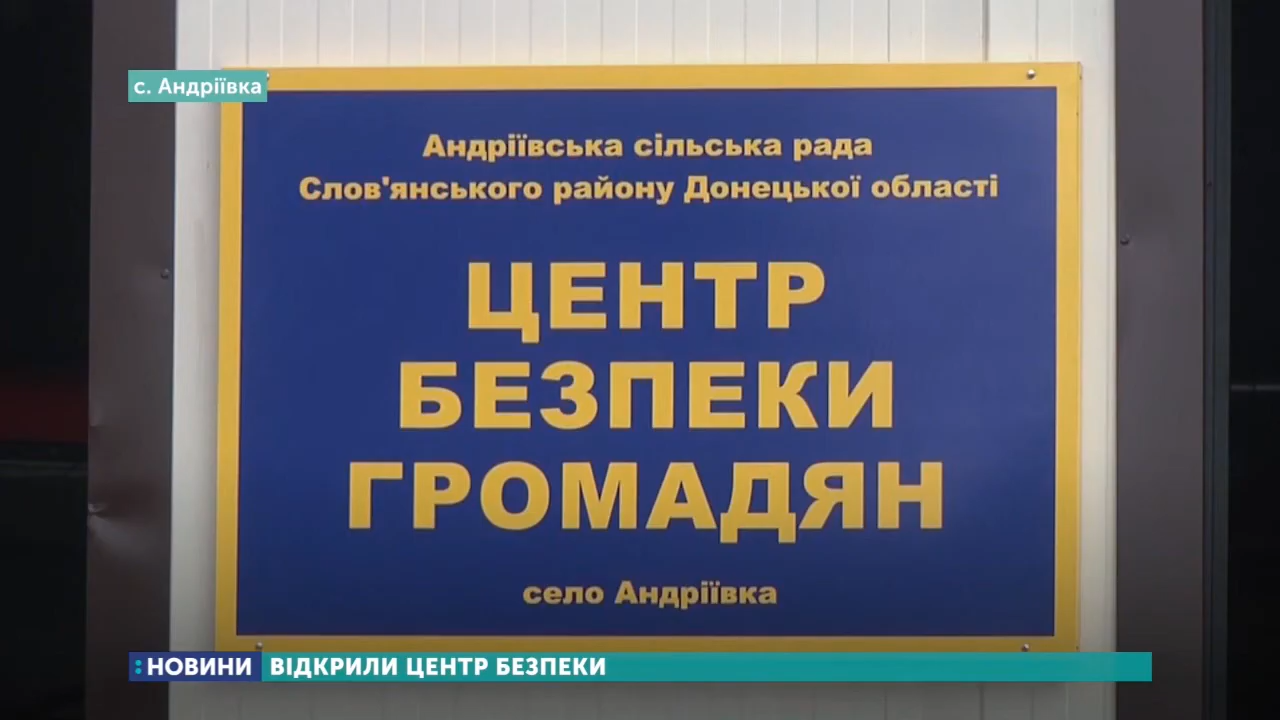 с. Андріївка
Андріївська сільська рада
Слов'янського району Донецької області
ЦЕНТР
БЕЗПЕКИ
ГРОМАДЯН
село Андріївка
:НОВИНИ ВІДКРИЛИ ЦЕНТР БЕЗПЕКИ